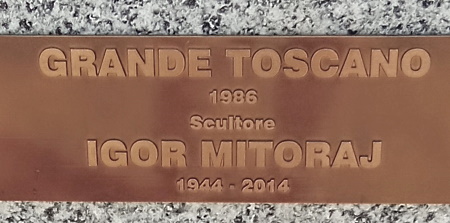 GRANDE TOSCANO
1986
Scultore
IGOR MITORAJ
1944 - 2014